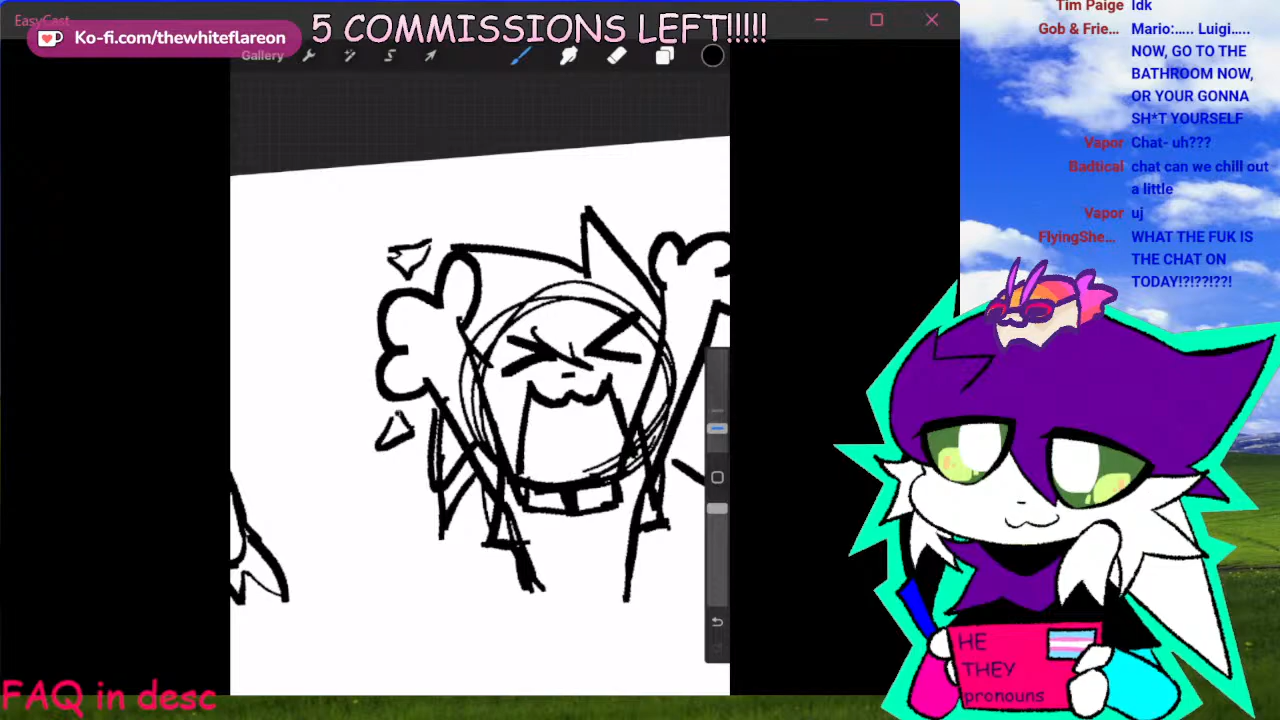 EasyCast
Ko-fi.com/thewhiteflareon
5 COMMISSIONS LEFT!!!!!
Gallery
Tim Paige Idk
Gob & Frie... Mario:..... Luigi.....
NOW, GO TO THE
BATHROOM NOW,
OR YOUR GONNA
SH*T YOURSELF
Vapor Chat- uh???
Badtical chat can we chill out
a little
Vapor uj
FlyingShe... WHAT THE FUK IS
THE CHAT ON
TODAY!?!??!??!
HE
THEY
pronouns
FAQ in desc